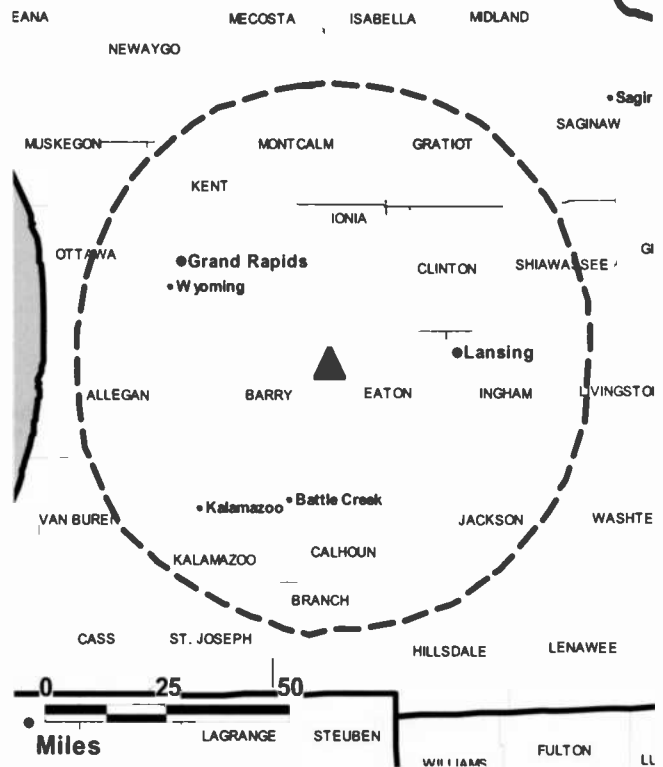 EANA
MECOSTA
ISABELLA
MIDLAND
NEWAYGO
Sagir
SAGINAW
MUSKEGON
MONTCALM
GRATIOT
KENT
IONIA
OTTAWA
GI
Grand Rapids
CLINTON
SHIAWASSEE
Wyoming
Lansing
ALLEGAN
BARRY
EATON
INGHAM
LIVINGSTO
Kalamazoo
Battle Creek
VAN BUREN
JACKSON
WASHTE
KALAMAZOO
CALHOUN
BRANCH
CASS
ST. JOSEPH
HILLSDALE
LENAWEE
0 25 50
Miles
LAGRANGE
STEUBEN
WILLIAMS
FULTON
LU